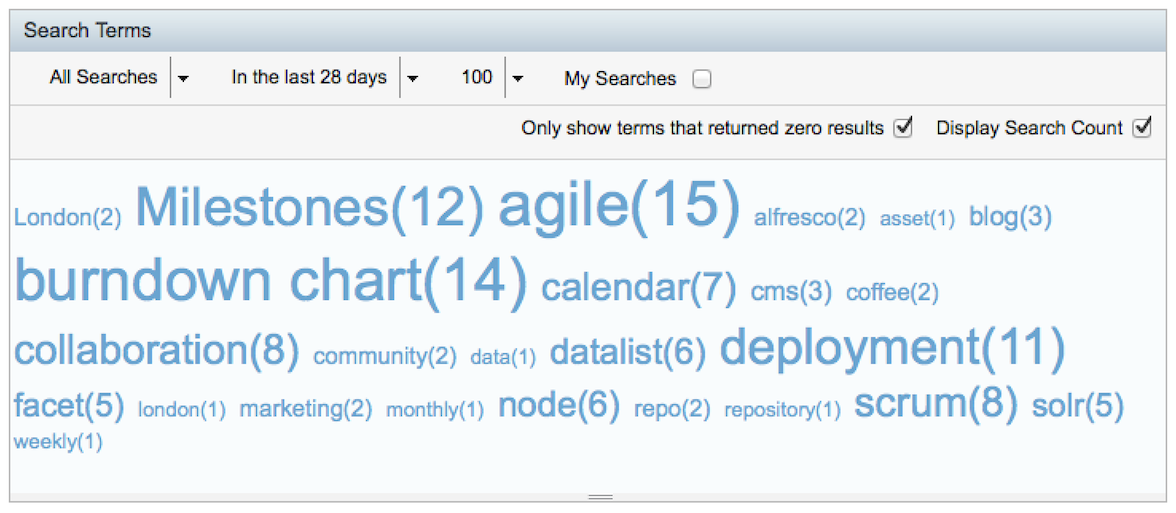 Search Terms
All Searches In the last 28 days 100 My Searches
Only show terms that returned zero results Display Search Count
London(2) Milestones(12) agile(15) alfresco(2) asset(1) blog(3)
burndown chart(14) calendar(7) cms(3) coffee(2)
collaboration(8) community(2) data(1) datalist(6) deployment(11)
facet(5) london(1) marketing(2) monthly(1) node(6) repo(2) repository(1) scrum(8) solr(5)
weekly(1)